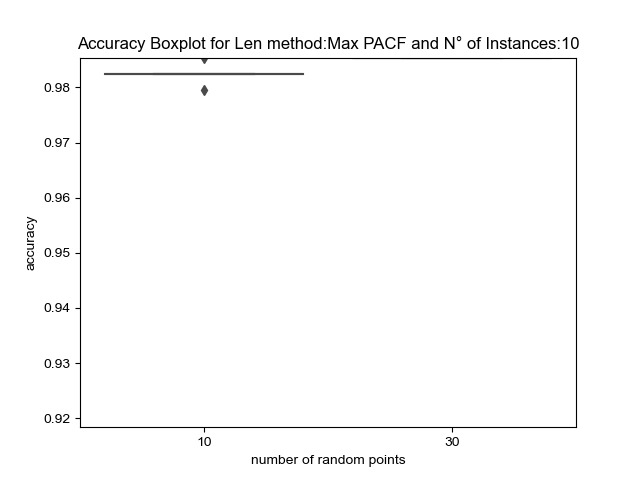 Accuracy Boxplot for Len method:Max PACF and N° of Instances:10
0.98
0.97
0.96
0.95
0.94
0.93
0.92
accuracy
10 30
number of random points